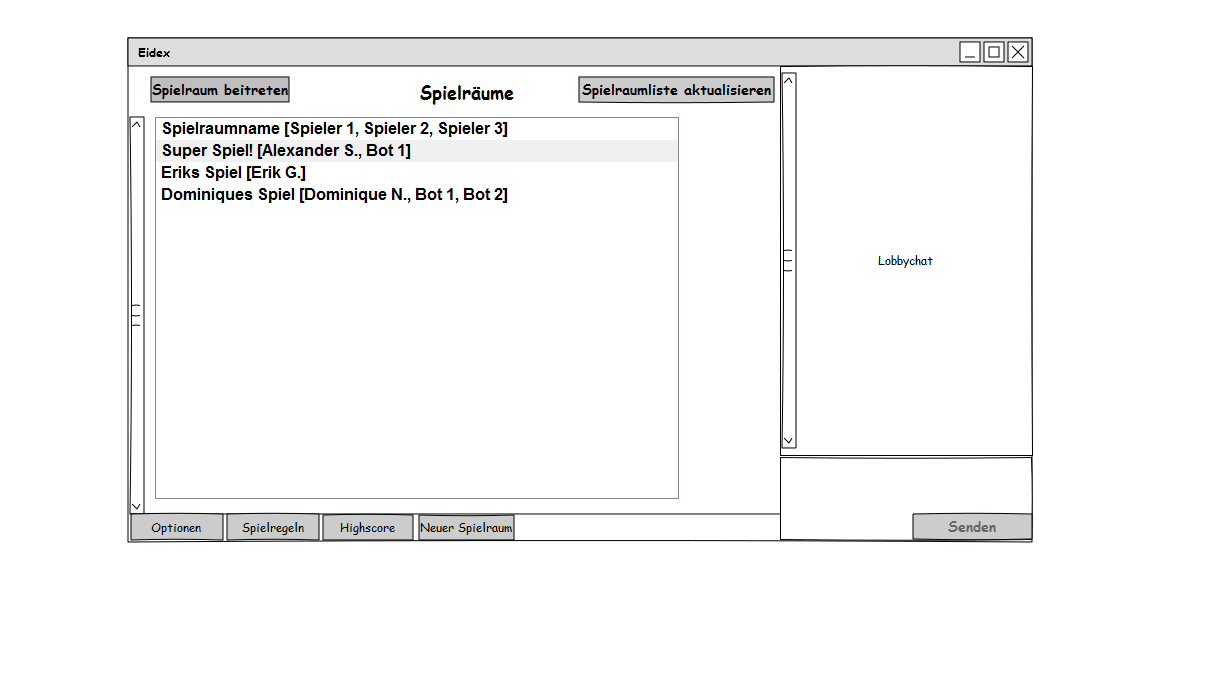 Eidex
Spielraum beitreten
Spielräume
Spielraumliste aktualisieren
Spielraumname [Spieler 1, Spieler 2, Spieler 3]
Super Spiel! [Alexander S., Bot 1]
Eriks Spiel [Erik G.]
Dominiques Spiel [Dominique N., Bot 1, Bot 2]
Lobbychat
Optionen
Spielregeln
Highscore
Neuer Spielraum
Senden